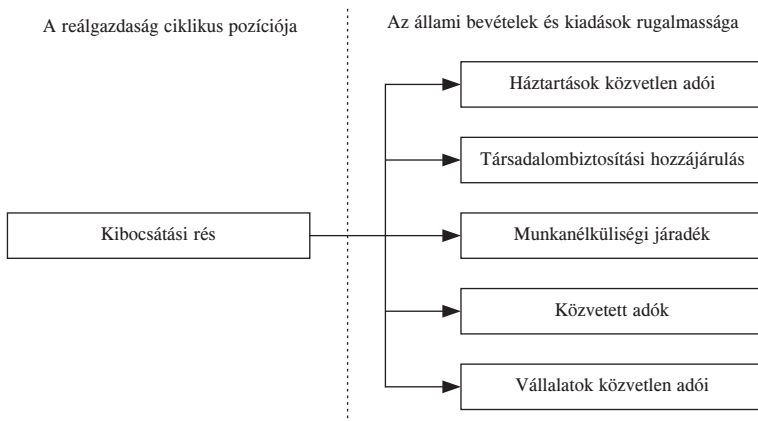 A reálgazdaság ciklikus pozíciója
Az állami bevételek és kiadások rugalmassága
Háztartások közvetlen adói
Társadalombiztosítási hozzájárulás
Kibocsátási rés
Munkanélküliségi járadék
Közvetett adók
Vállalatok közvetlen adói